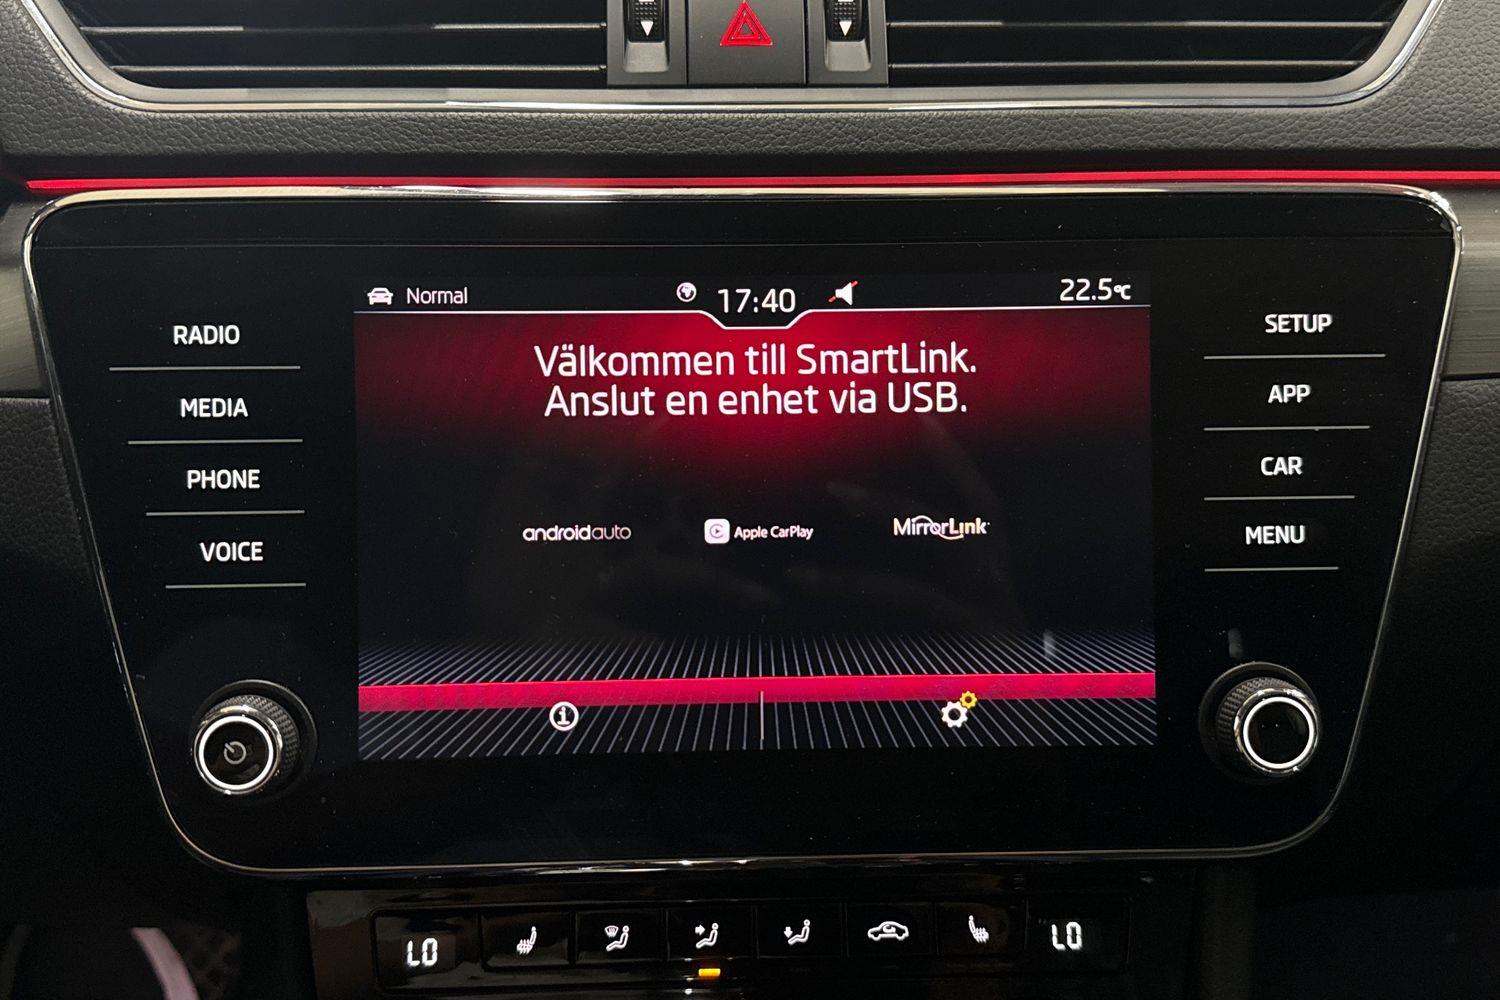 Normal
17:40
22.5°C
RADIO
MEDIA
PHONE
VOICE
SETUP
APP
CAR
MENU
Välkommen till SmartLink.
Anslut en enhet via USB.
androidauto
Apple CarPlay
MirrorLink
LO
LO